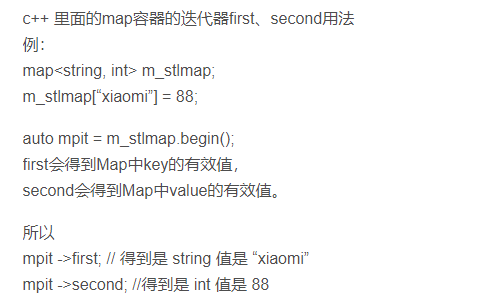 c++ 里面的map容器的迭代器first、second用法
例：
map<string, int> m_stlmap;
m_stlmap[“xiaomi”] = 88;
auto mpit = m_stlmap.begin();
first会得到Map中key的有效值，
second会得到Map中value的有效值。
所以
mpit ->first; // 得到是 string 值是 “xiaomi”
mpit ->second; //得到是 int 值是 88